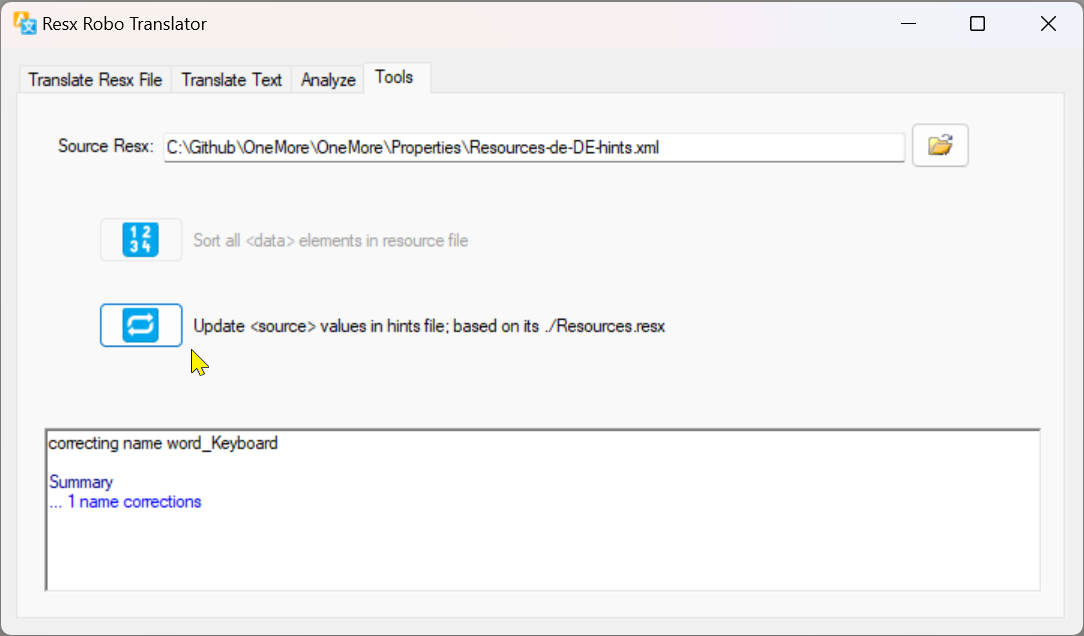 Resx Robo Translator
Translate Resx File Translate Text Analyze Tools
Source Resx: C:\Github\OneMore\OneMore\Properties\Resources-de-DE-hints.xml
1 2
3 4
Sort all <data> elements in resource file
Update <source> values in hints file; based on its ./Resources.resx
correcting name word_Keyboard
Summary
... 1 name corrections